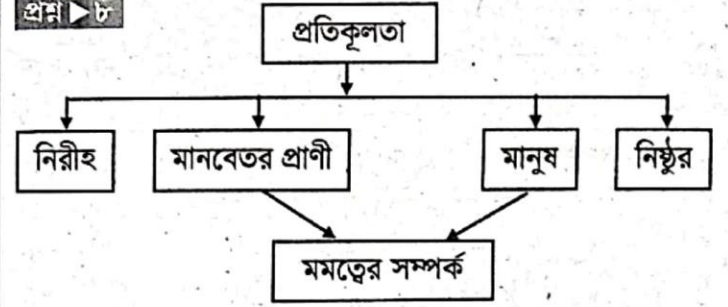 প্রশ্ন ▶ ৮
প্রতিকূলতা
নিরীহ মানবেতর প্রাণী মানুষ নিষ্ঠুর
মমত্বের সম্পর্ক